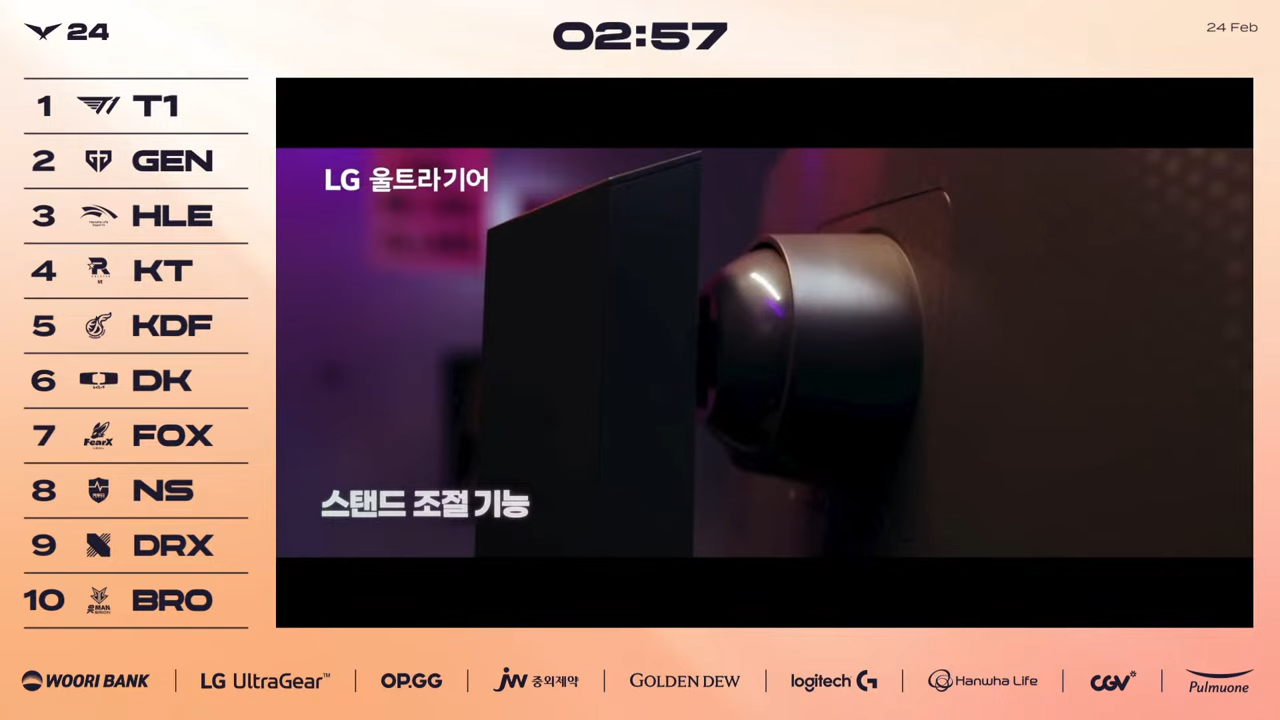 24
02:57
24 Feb
1 T1
2 GEN
3 HLE
4 KT
5 KDF
6 DK
7 FearX FOX
8 NS
9 DRX
10 BRO
LG 울트라기어
스탠드 조절 기능
WOORI BANK
LG UltraGear™
OP.GG
jw 중외제약
GOLDEN DEW
logitech G
Hanwha Life
CGV
Pulmuone